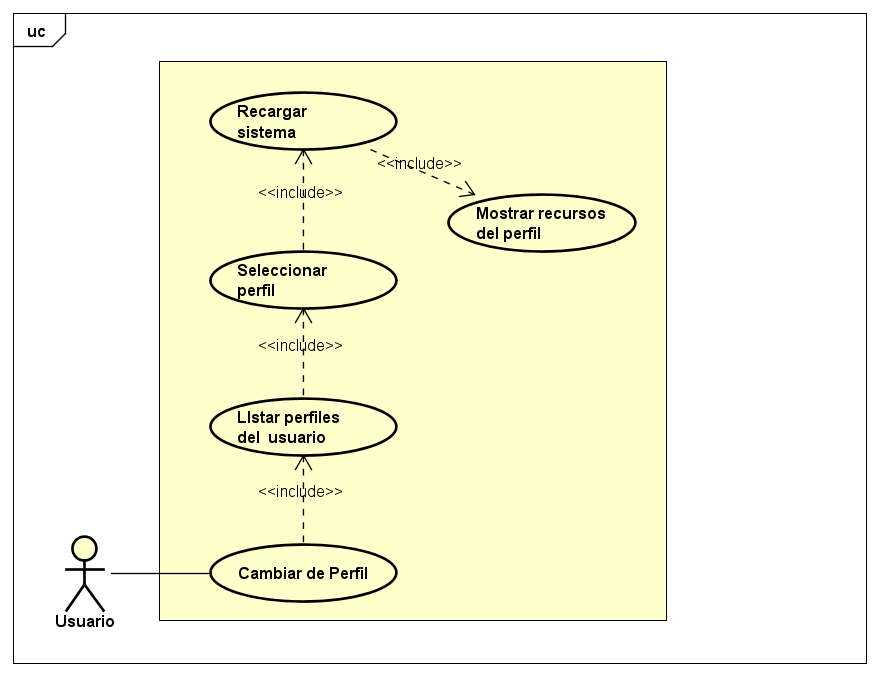 uc
Recargar
sistema
<<include>>
<<include>>
Mostrar recursos
del perfil
Seleccionar
perfil
<<include>>
LIstar perfiles
del  usuario
<<include>>
Cambiar de Perfil
Usuario